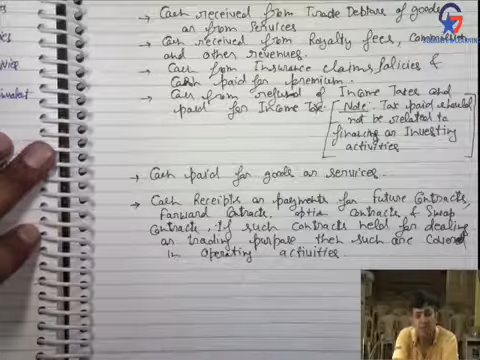 → Cash received from Trade Debtors of goods
or from services
→ Cash received from Royalty fees, Commission
and other revenues.
→ Cash from Insurance claims, policies &
Cash paid for premium.
→ Cash from refund of Income Taxes and
paid for Income Tax.
Note: Tax paid should
not be related to
financing or Investing
activities
→ Cash paid for goods or services.
→ Cash Receipts or payments for Future Contracts,
Forward Contracts, option Contracts & Swap
Contracts. If such Contracts held for dealing
or trading purpose then such are covered
in operating activities